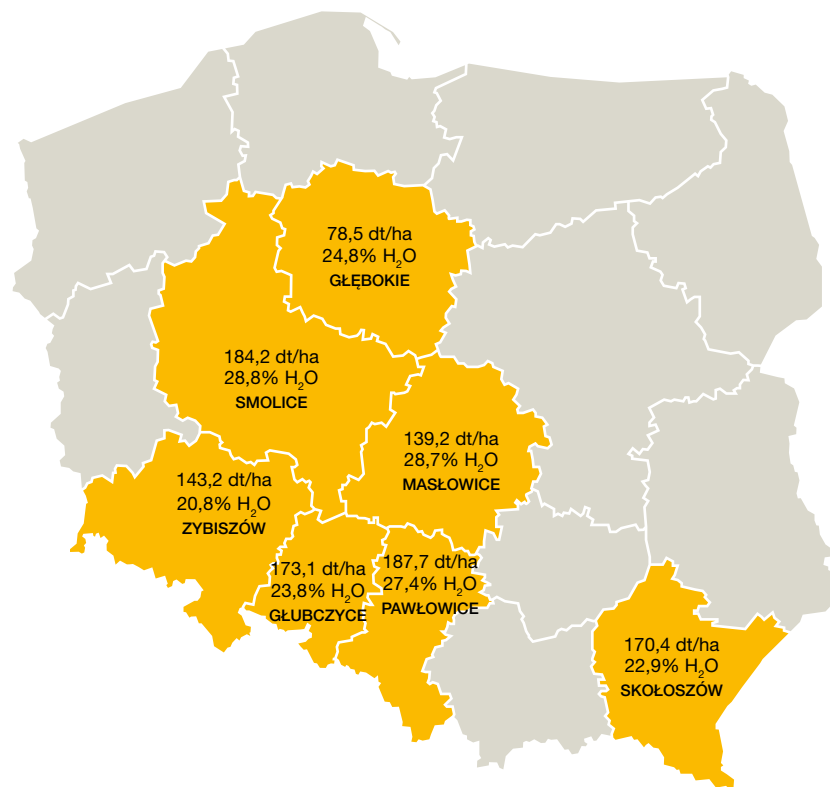 78,5 dt/ha
24,8% H₂O
GŁĘBOKIE
184,2 dt/ha
28,8% H₂O
SMOLICE
139,2 dt/ha
28,7% H₂O
MASŁOWICE
143,2 dt/ha
20,8% H₂O
ZYBISZÓW
173,1 dt/ha
23,8% H₂O
GŁUBCZYCE
187,7 dt/ha
27,4% H₂O
PAWŁOWICE
170,4 dt/ha
22,9% H₂O
SKOŁOSZÓW